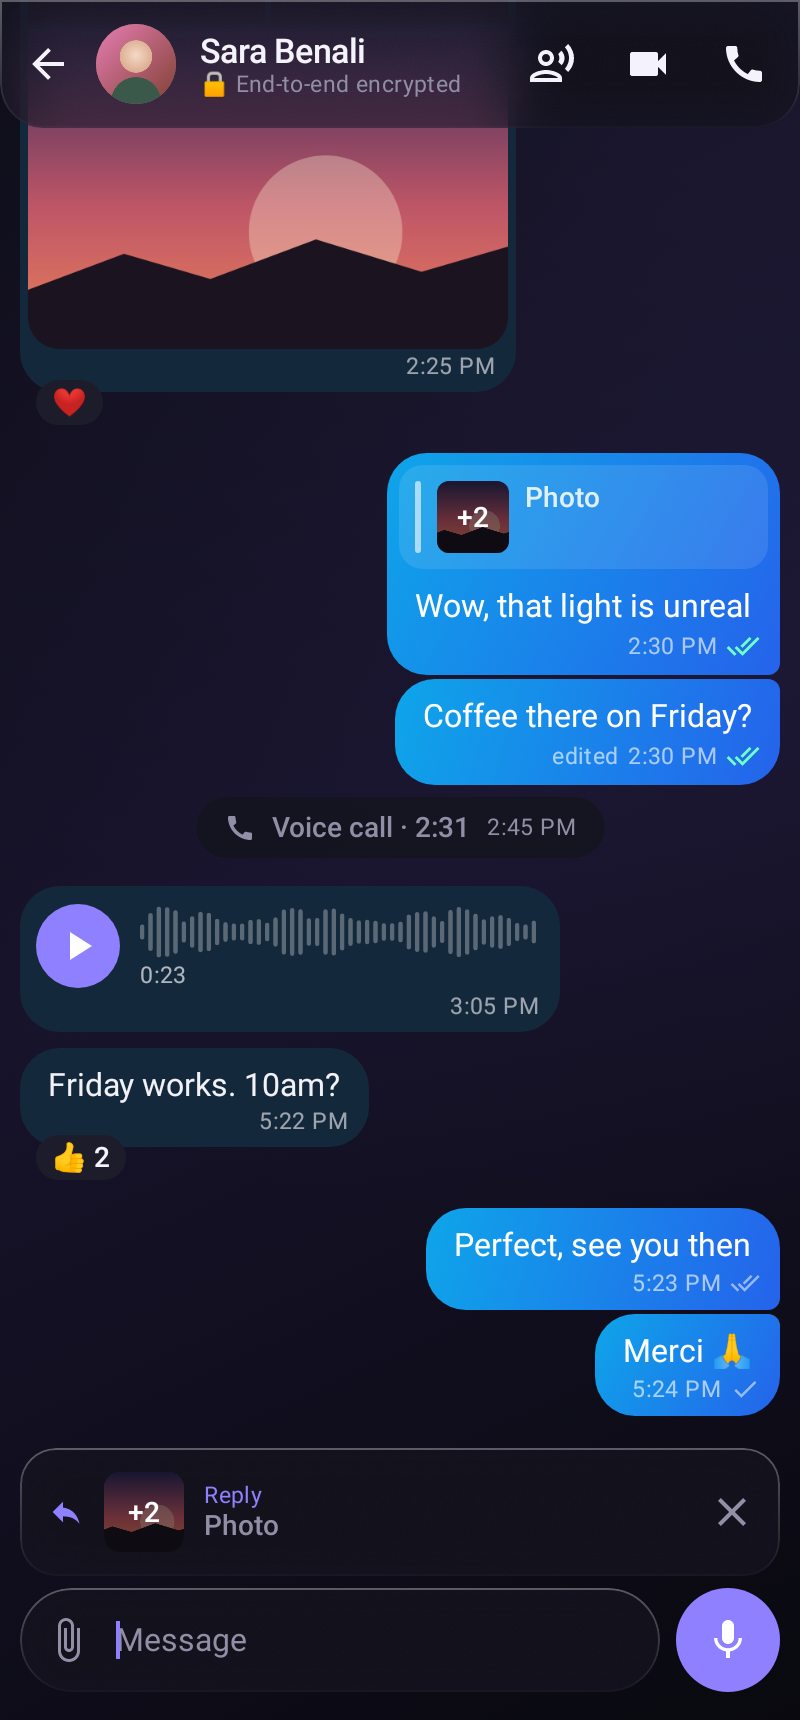 Sara Benali
🔒 End-to-end encrypted
2:25 PM
❤️
+2
Photo
Wow, that light is unreal
2:30 PM
Coffee there on Friday?
edited 2:30 PM
Voice call · 2:31 2:45 PM
0:23
3:05 PM
Friday works. 10am?
5:22 PM
👍 2
Perfect, see you then
5:23 PM
Merci 🙏
5:24 PM
+2
Reply
Photo
Message